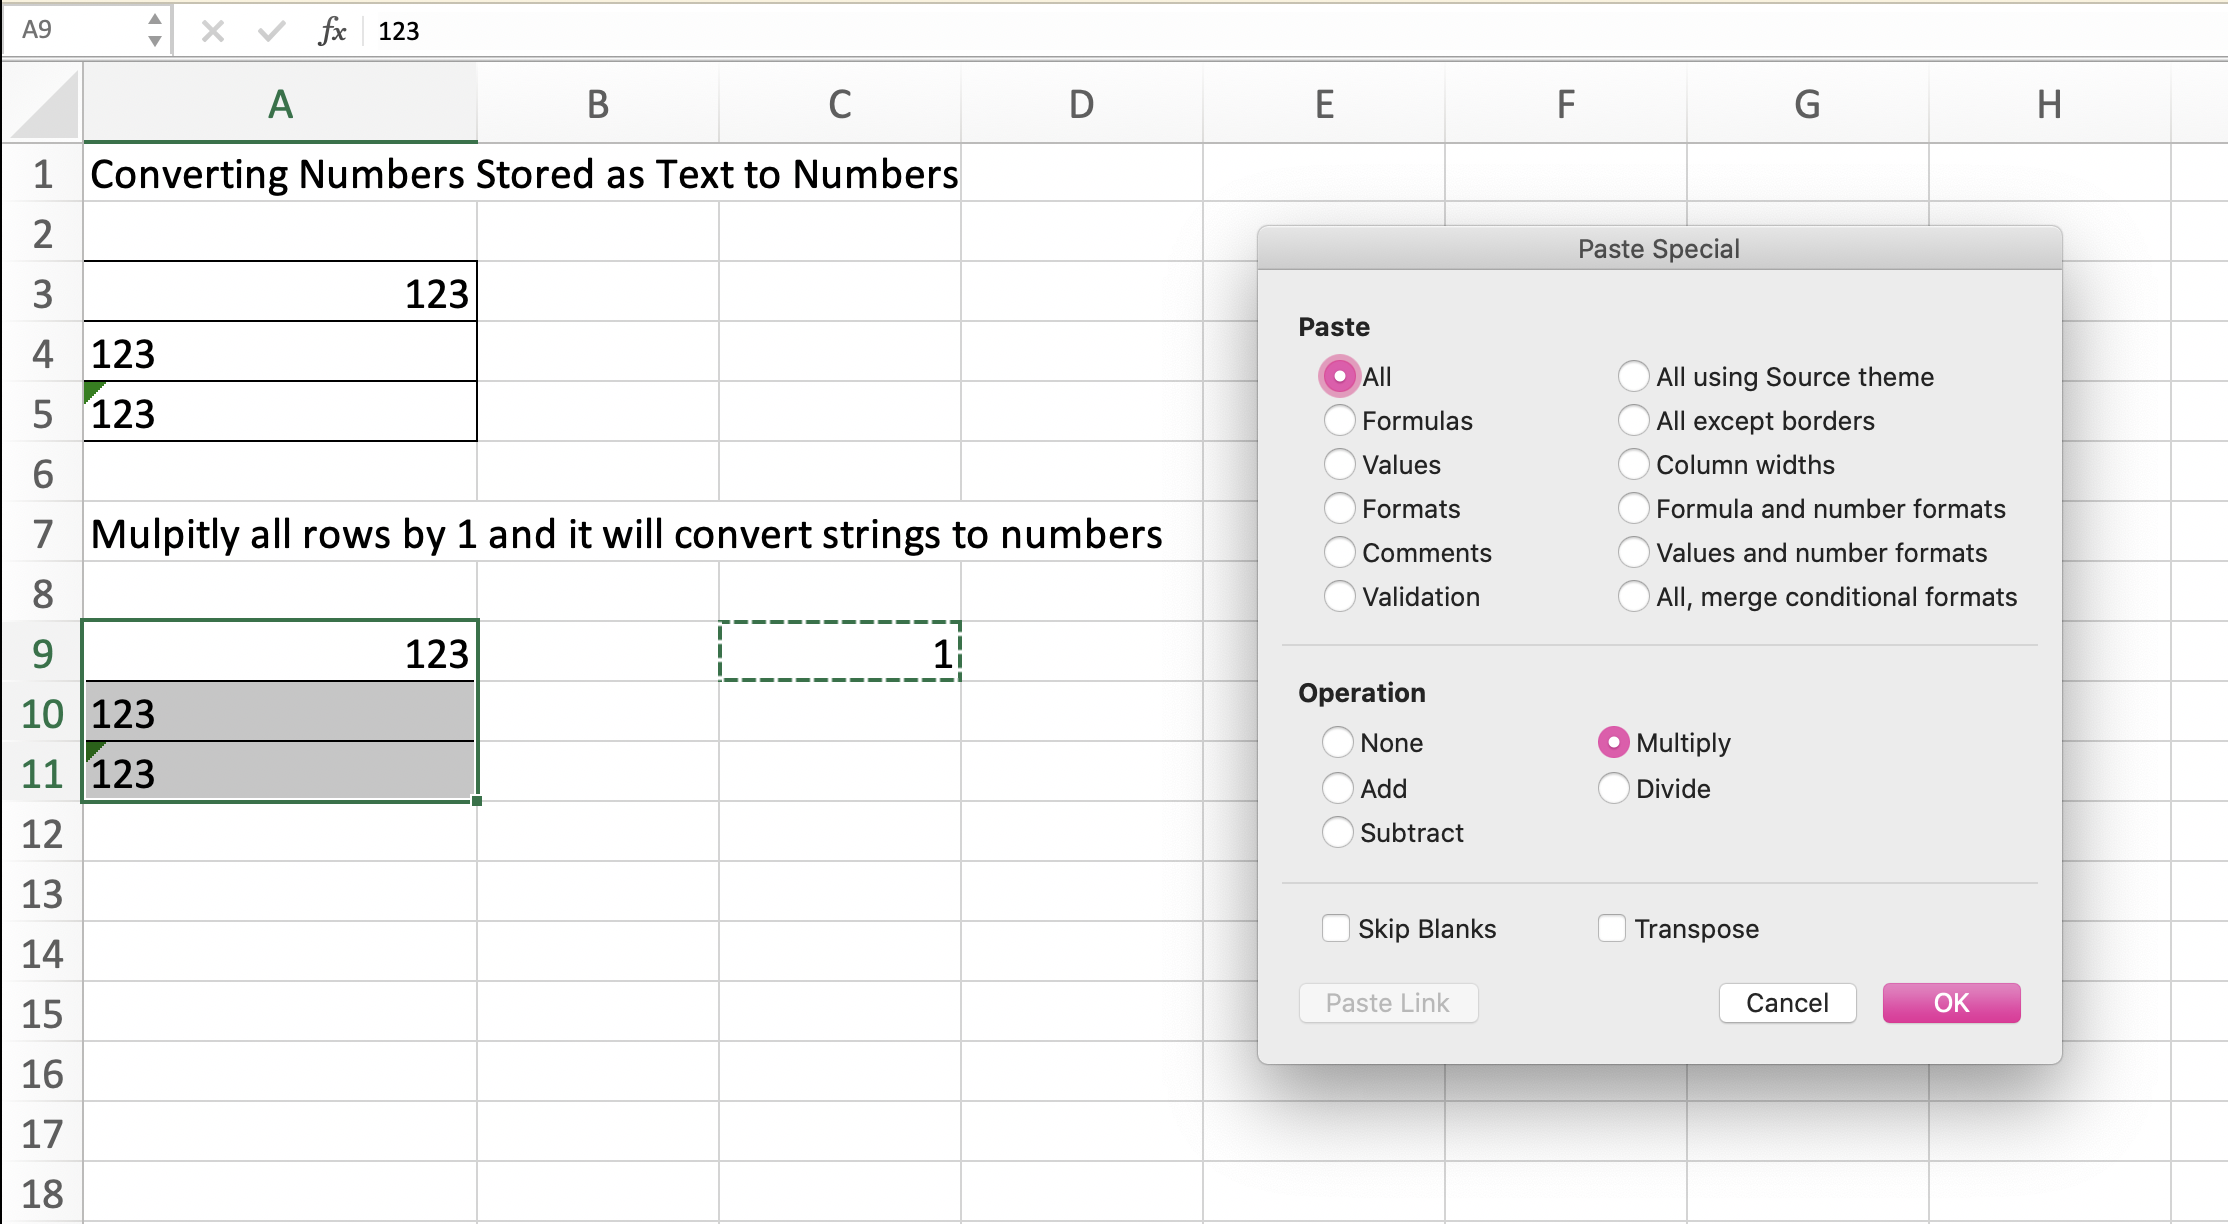 A9 fx 123
A B C D E F G H
1 Converting Numbers Stored as Text to Numbers
2
3 123
4 123
5 123
6
7 Mulpitly all rows by 1 and it will convert strings to numbers
8
9 123 1
10 123
11 123
12
13
14
15
16
17
18
Paste Special
Paste
All All using Source theme
Formulas All except borders
Values Column widths
Formats Formula and number formats
Comments Values and number formats
Validation All, merge conditional formats
Operation
None Multiply
Add Divide
Subtract
Skip Blanks Transpose
Paste Link Cancel OK